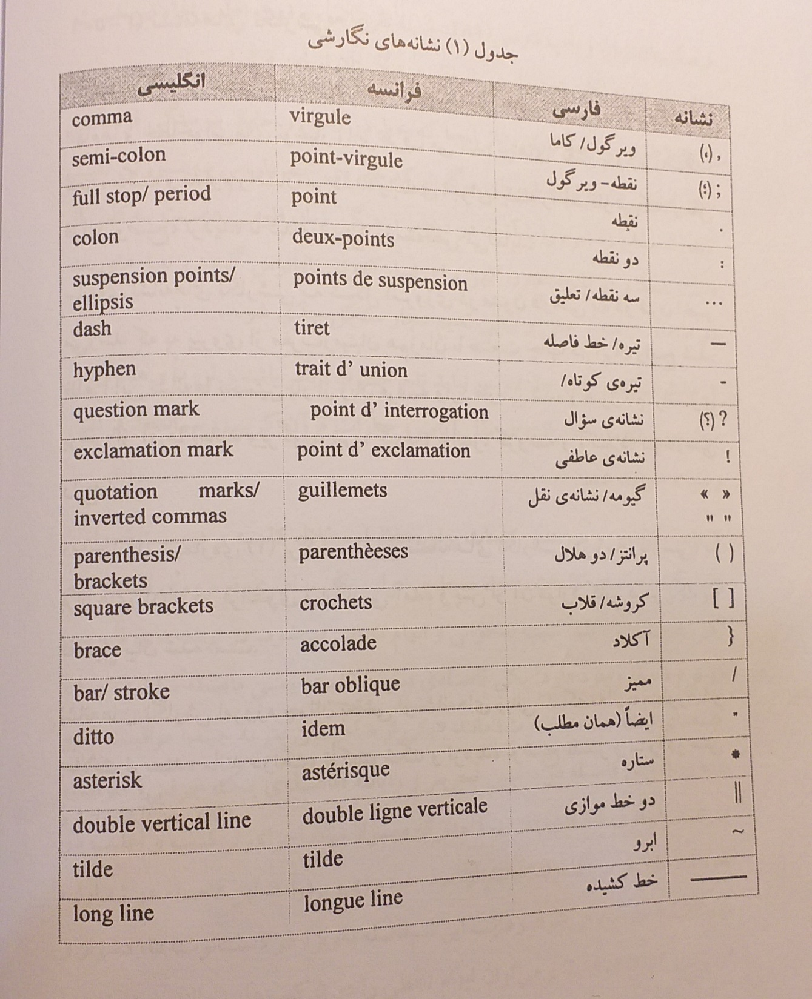 جدول (۱) نشانه‌های نگارشی
نشانه فارسی فرانسه انگلیسی
, (،) ویرگول/ کاما virgule comma
; (؛) نقطه- ویرگول point-virgule semi-colon
. نقطه point full stop/ period
: دو نقطه deux-points colon
... سه نقطه/ تعلیق points de suspension suspension points/
ellipsis
— تیره/ خط فاصله tiret dash
- تیره‌ی کوتاه/ trait d’ union hyphen
? (؟) نشانه‌ی سؤال point d’ interrogation question mark
! نشانه‌ی عاطفی point d’ exclamation exclamation mark
« » گیومه/ نشانه‌ی نقل guillemets quotation marks/
" " inverted commas
( ) پرانتز/ دو هلال parenthèeses parenthesis/
brackets
[ ] کروشه/ قلاب crochets square brackets
} آکلاد accolade brace
/ ممیز bar oblique bar/ stroke
" ایضاً (همان مطلب) idem ditto
* ستاره astérisque asterisk
|| دو خط موازی double ligne verticale double vertical line
~ ابرو tilde tilde
—— خط کشیده longue line long line